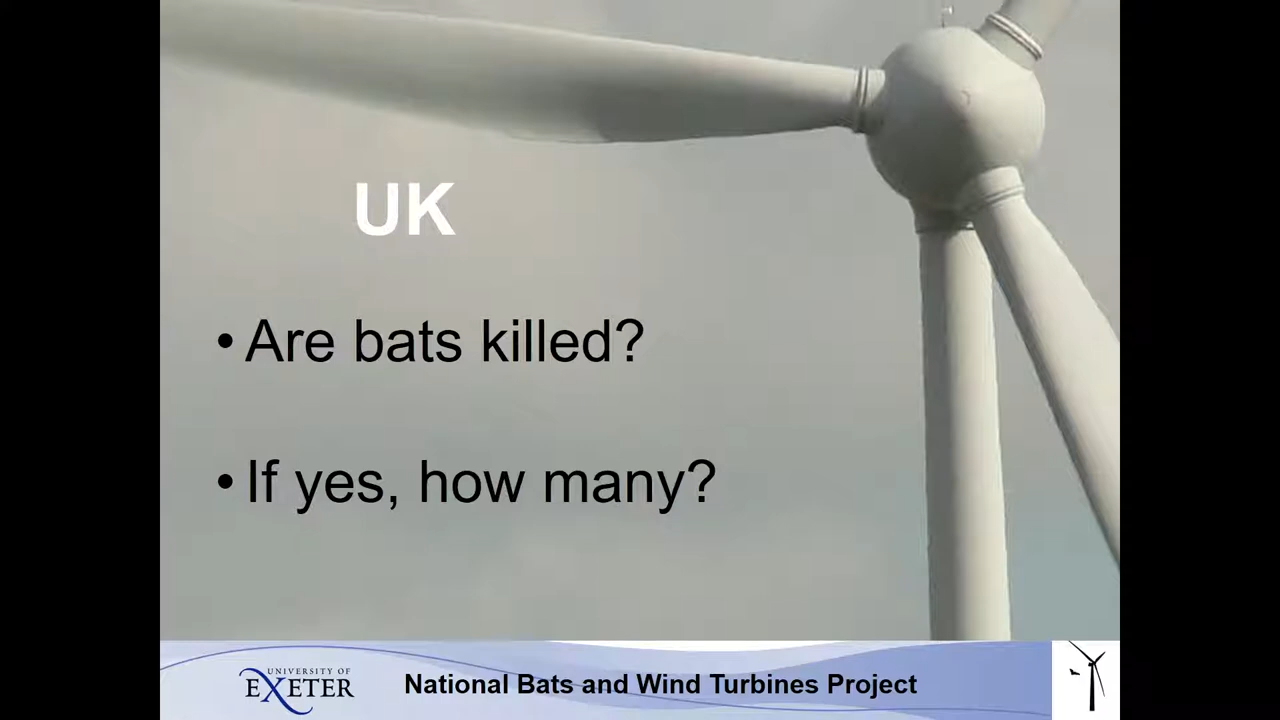 UK
• Are bats killed?
• If yes, how many?
UNIVERSITY OF
EXETER
National Bats and Wind Turbines Project